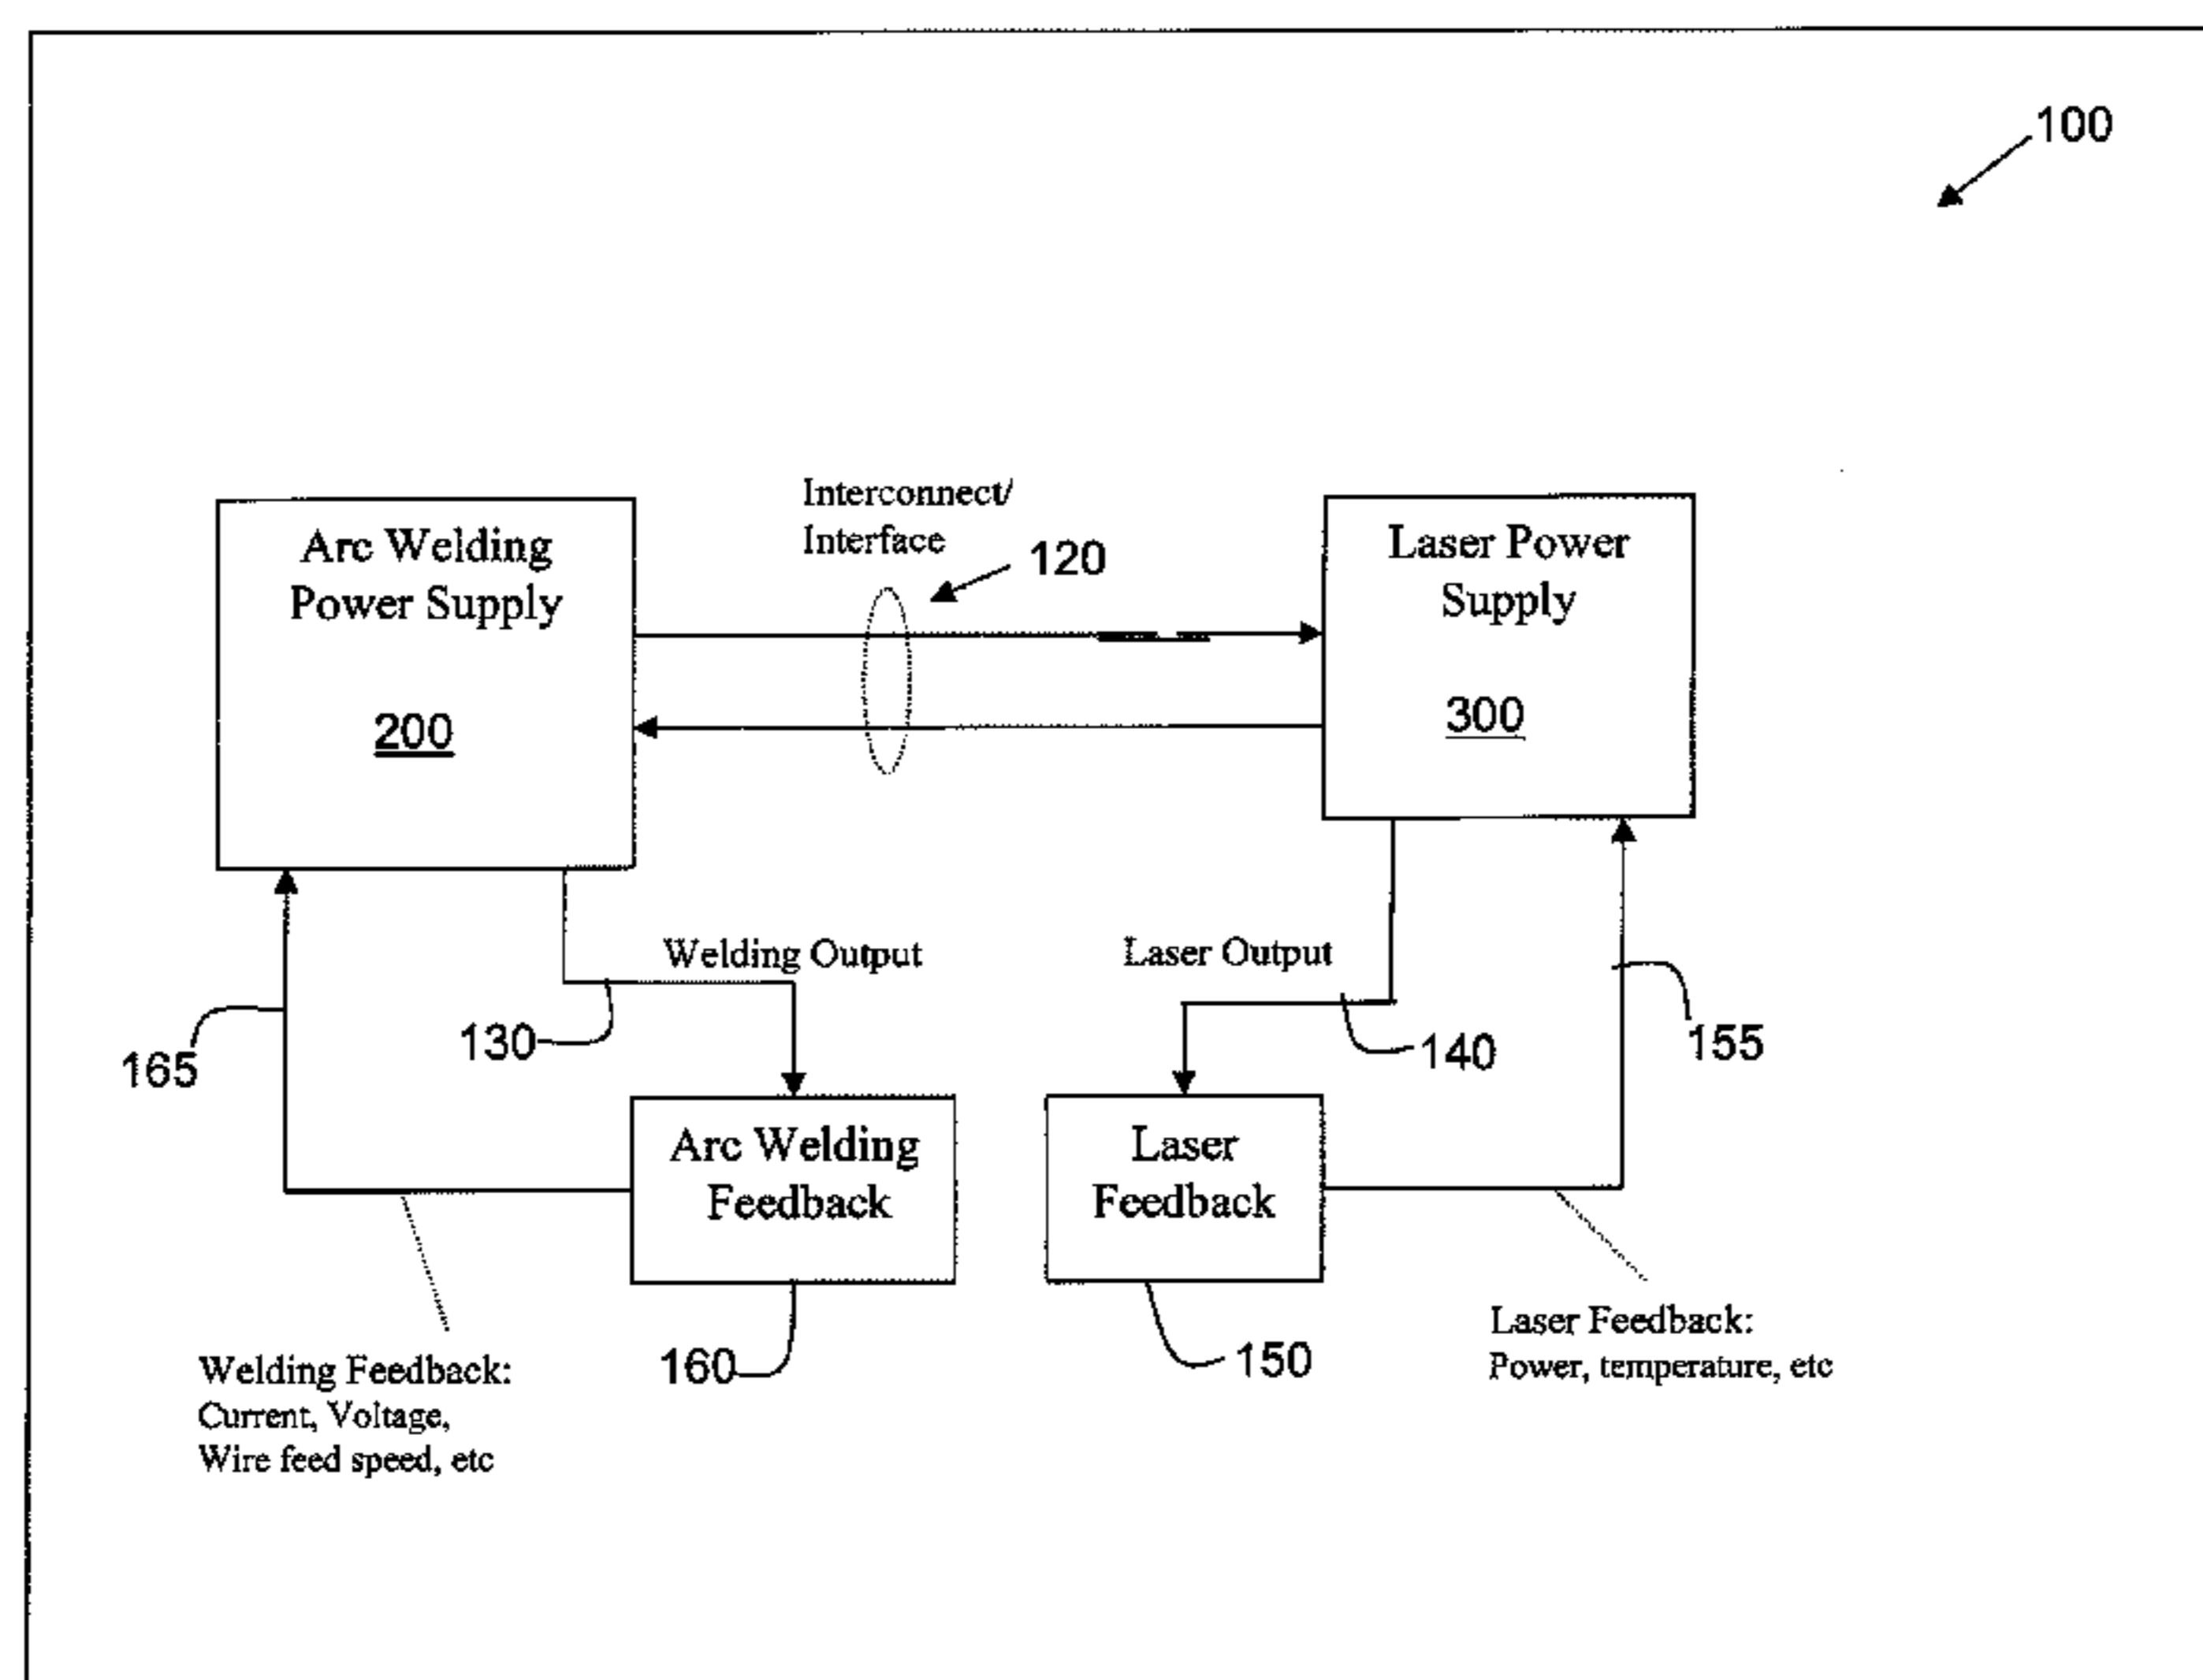 100
Interconnect/
Interface
120
Arc Welding
Power Supply
200
Laser Power
Supply
300
Welding Output
Laser Output
165
130
140
155
Arc Welding
Feedback
Laser
Feedback
160
150
Welding Feedback:
Current, Voltage,
Wire feed speed, etc
Laser Feedback:
Power, temperature, etc